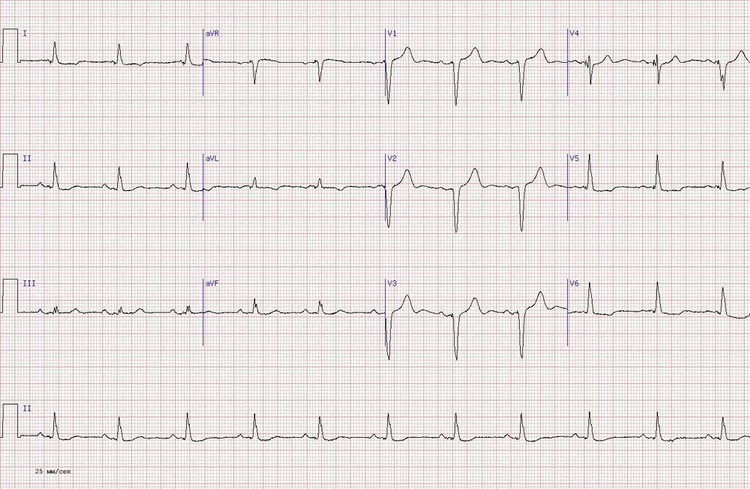 I aVR V1 V4
II aVL V2 V5
III aVF V3 V6
II
25 мм/сек